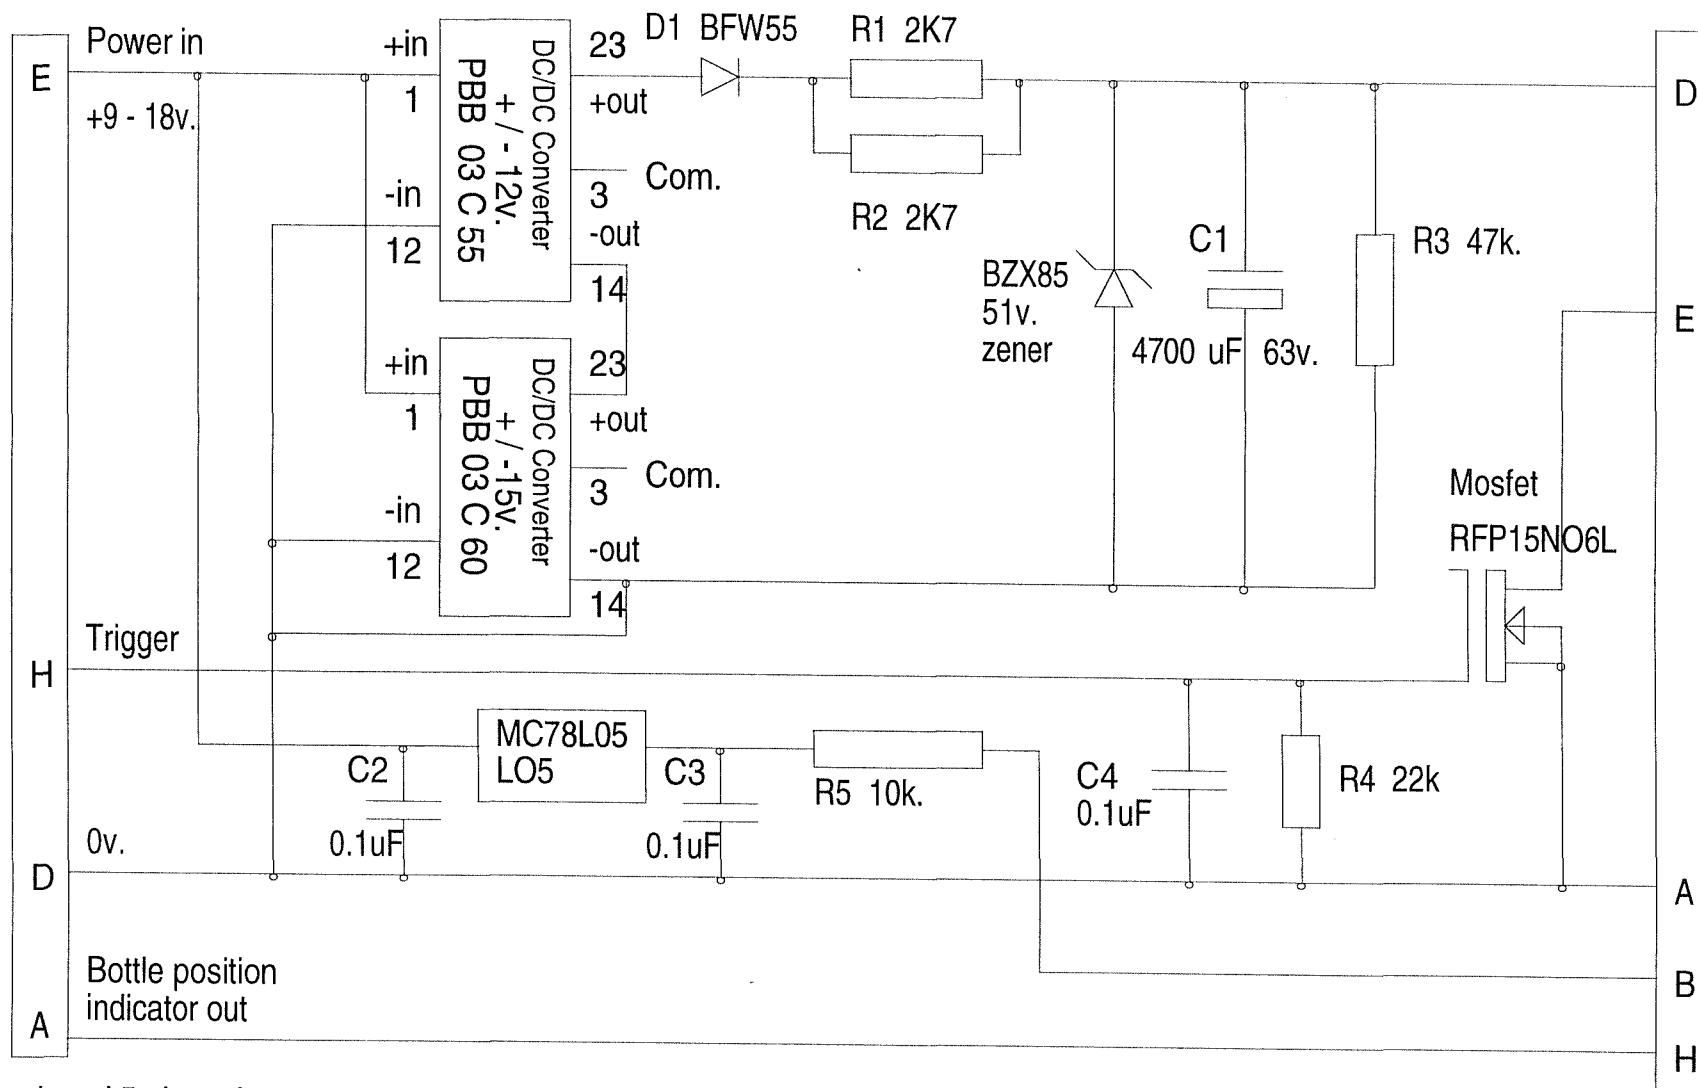 Power in
+9 - 18v.
E
+in
1
-in
12
DC/DC Converter
+ / - 12v.
PBB 03 C 55
23
+out
Com.
3
-out
14
D1 BFW55
R1 2K7
R2 2K7
D
E
BZX85
51v.
zener
C1
4700 uF 63v.
R3 47k.
+in
1
-in
12
DC/DC Converter
+ / -15v.
PBB 03 C 60
23
+out
Com.
3
-out
14
Mosfet
RFP15NO6L
Trigger
H
MC78L05
LO5
C2
0.1uF
C3
0.1uF
R5 10k.
C4
0.1uF
R4 22k
0v.
D
A
Bottle position
indicator out
A
B
H